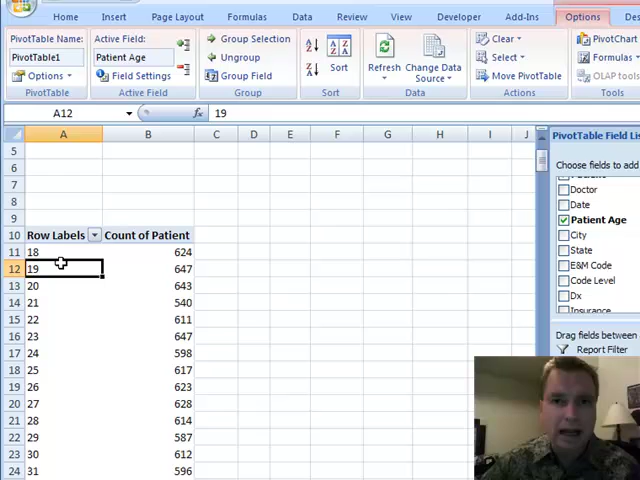 Home Insert Page Layout Formulas Data Review View Developer Add-Ins Options Design
PivotTable Name: Active Field: Group Selection Clear PivotChart
PivotTable1 Patient Age Ungroup Select Formulas
Options Field Settings Group Field Sort Refresh Change Data Source Move PivotTable OLAP tools
PivotTable Active Field Group Sort Data Actions
A12 fx 19
A B C D E F G H I J PivotTable Field Lis
5 Choose fields to add
6 Doctor
7 Date
8 Patient Age
9 City
10 Row Labels Count of Patient State
11 18 624 E&M Code
12 19 647 Code Level
13 20 643 Dx
14 21 540 Insurance
15 22 611 Drag fields between
16 23 647 Report Filter
17 24 598
18 25 617
19 26 623
20 27 628
21 28 614
22 29 587
23 30 612
24 31 596